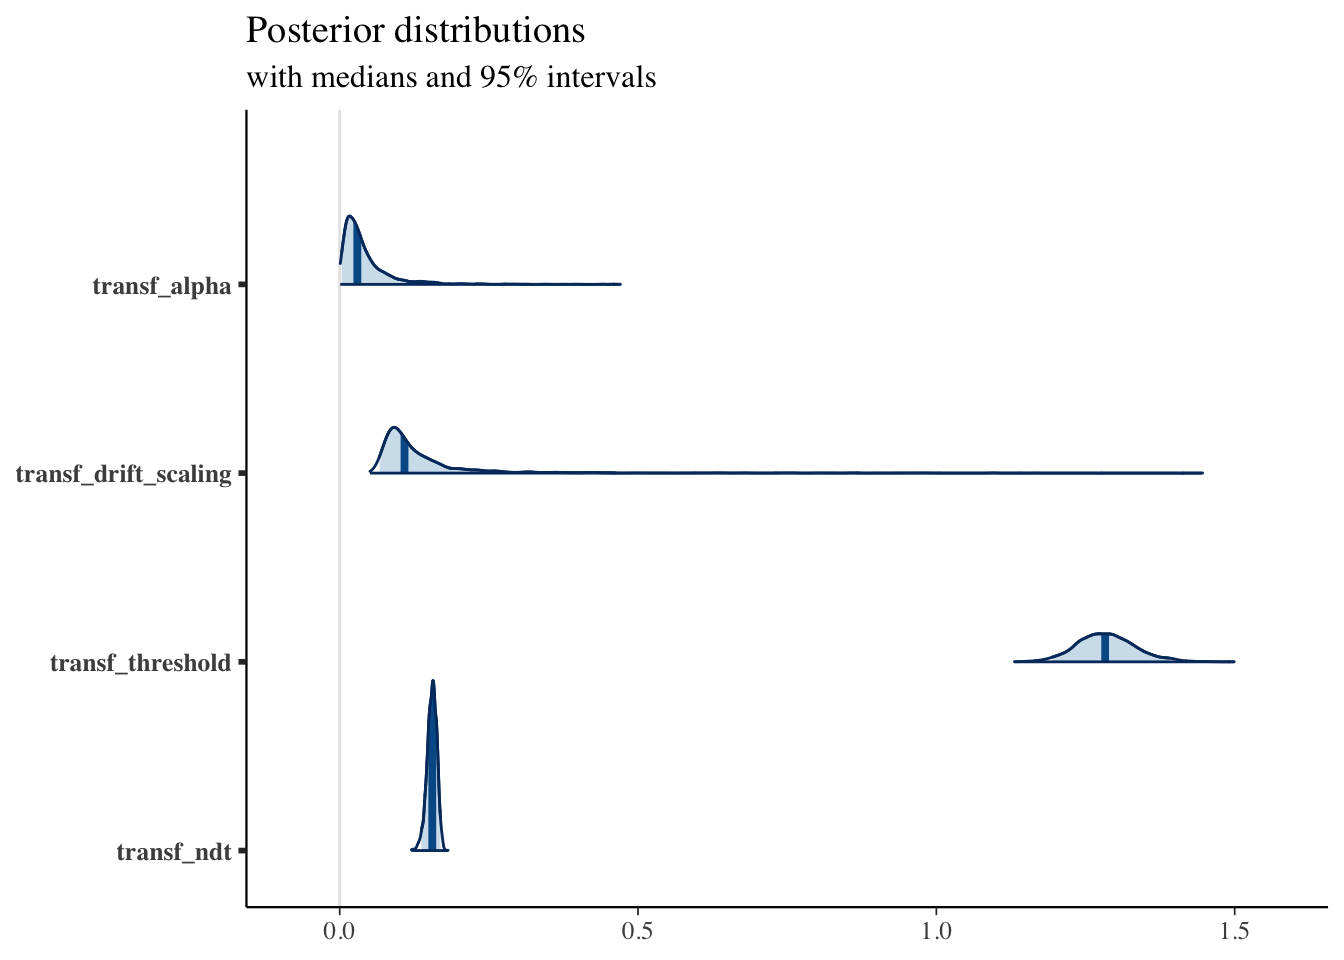 Posterior distributions
with medians and 95% intervals
transf_alpha
transf_drift_scaling
transf_threshold
transf_ndt
0.0 0.5 1.0 1.5